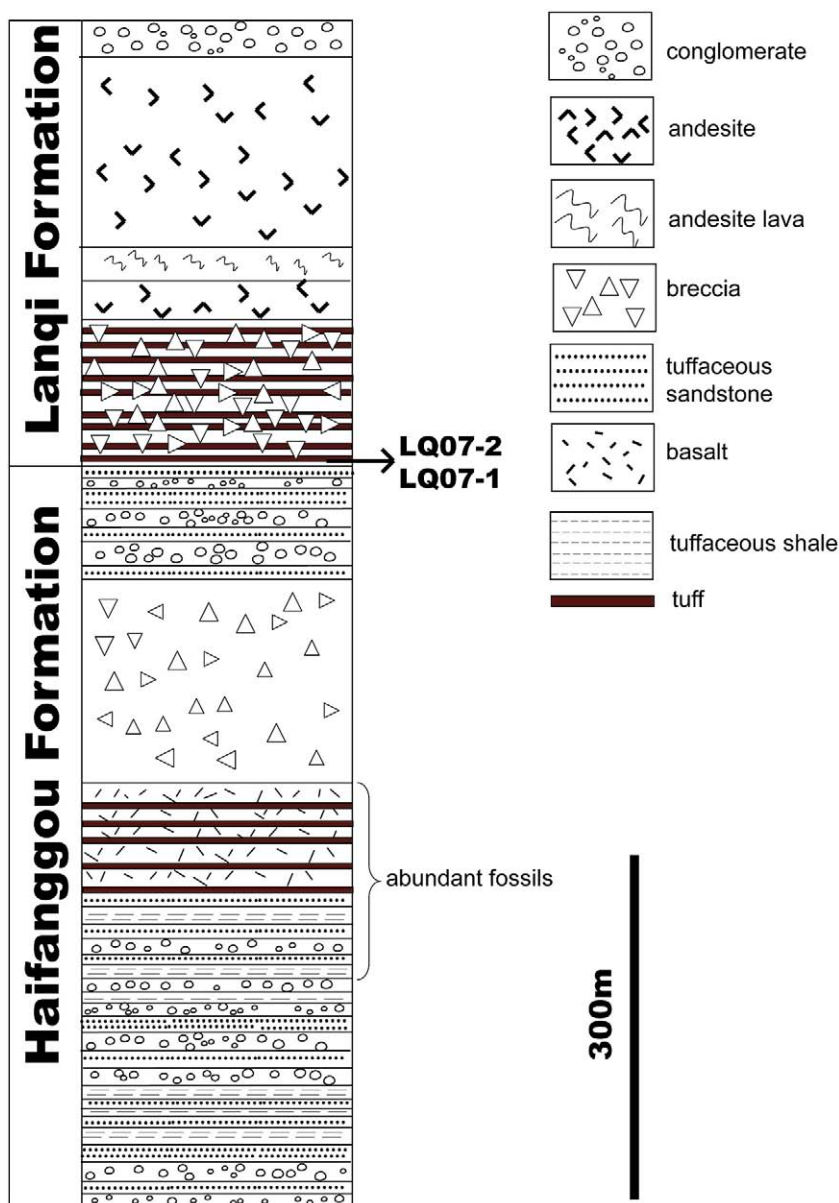 Lanqi Formation
Haifanggou Formation
LQ07-2
LQ07-1
abundant fossils
conglomerate
andesite
andesite lava
breccia
tuffaceous
sandstone
basalt
tuffaceous shale
tuff
300m